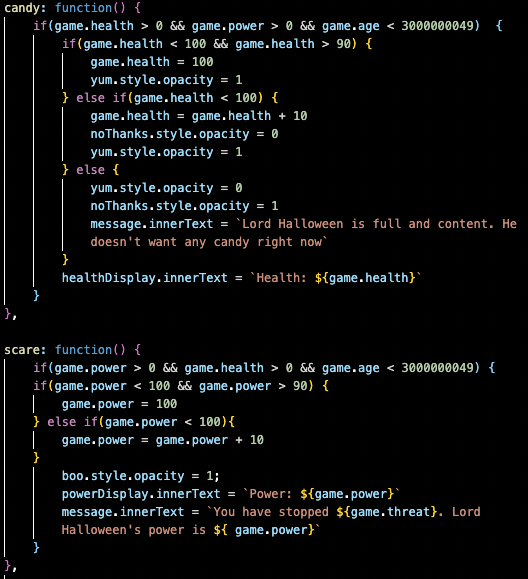 candy: function() {
if(game.health > 0 && game.power > 0 && game.age < 3000000049)  {
if(game.health < 100 && game.health > 90) {
game.health = 100
yum.style.opacity = 1
} else if(game.health < 100) {
game.health = game.health + 10
noThanks.style.opacity = 0
yum.style.opacity = 1
} else {
yum.style.opacity = 0
noThanks.style.opacity = 1
message.innerText = `Lord Halloween is full and content. He
doesn't want any candy right now`
}
healthDisplay.innerText = `Health: ${game.health}`
}
},
scare: function() {
if(game.power > 0 && game.health > 0 && game.age < 3000000049) {
if(game.power < 100 && game.power > 90) {
game.power = 100
} else if(game.power < 100){
game.power = game.power + 10
}
boo.style.opacity = 1;
powerDisplay.innerText = `Power: ${game.power}`
message.innerText = `You have stopped ${game.threat}. Lord
Halloween's power is ${ game.power}`
}
},